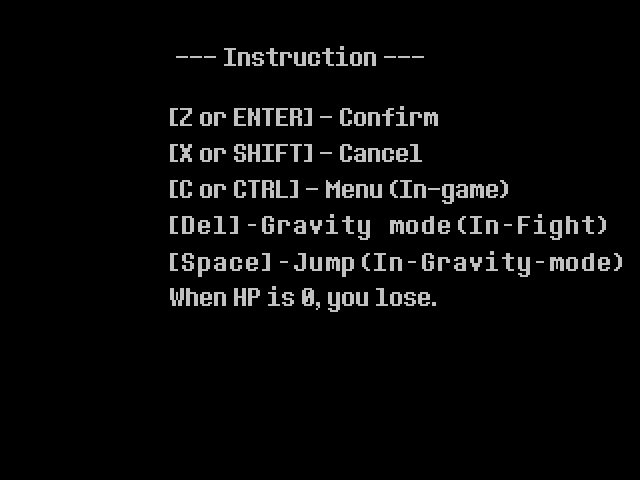 --- Instruction ---
[Z or ENTER] - Confirm
[X or SHIFT] - Cancel
[C or CTRL] - Menu (In-game)
[Del]-Gravity mode(In-Fight)
[Space]-Jump(In-Gravity-mode)
When HP is 0, you lose.